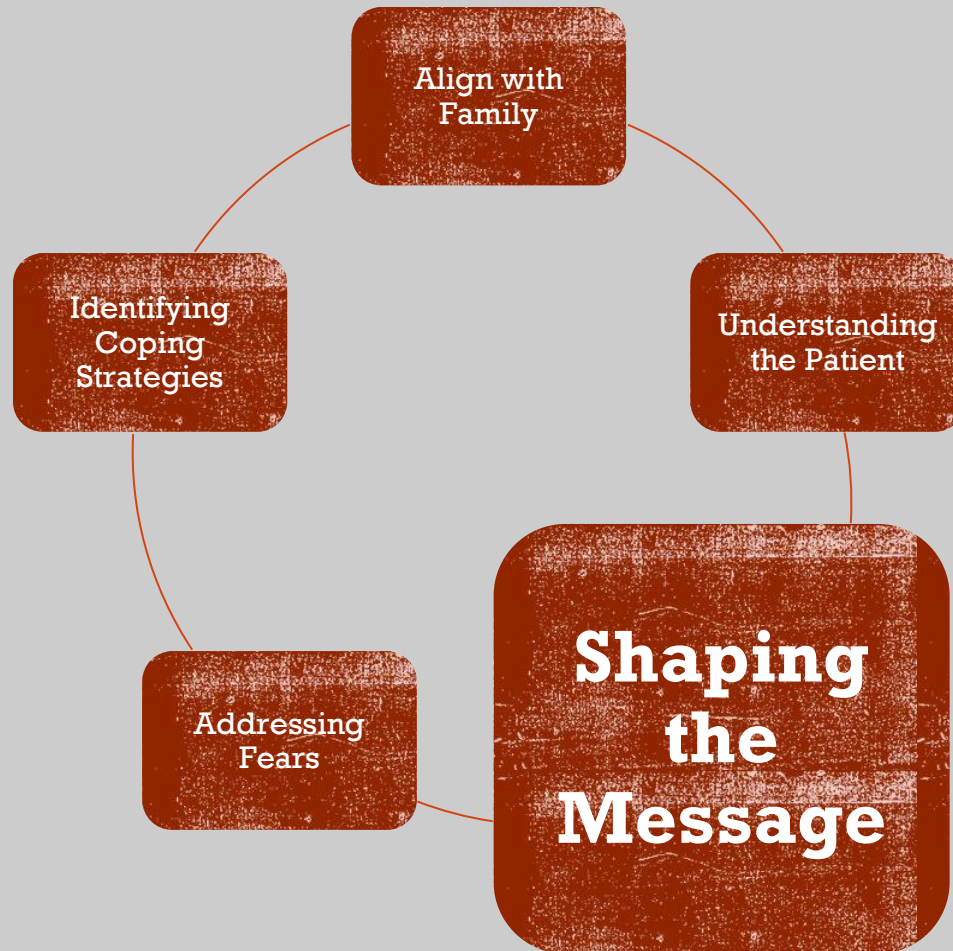 Align with
Family
Identifying
Coping
Strategies
Understanding
the Patient
Shaping
the
Message
Addressing
Fears